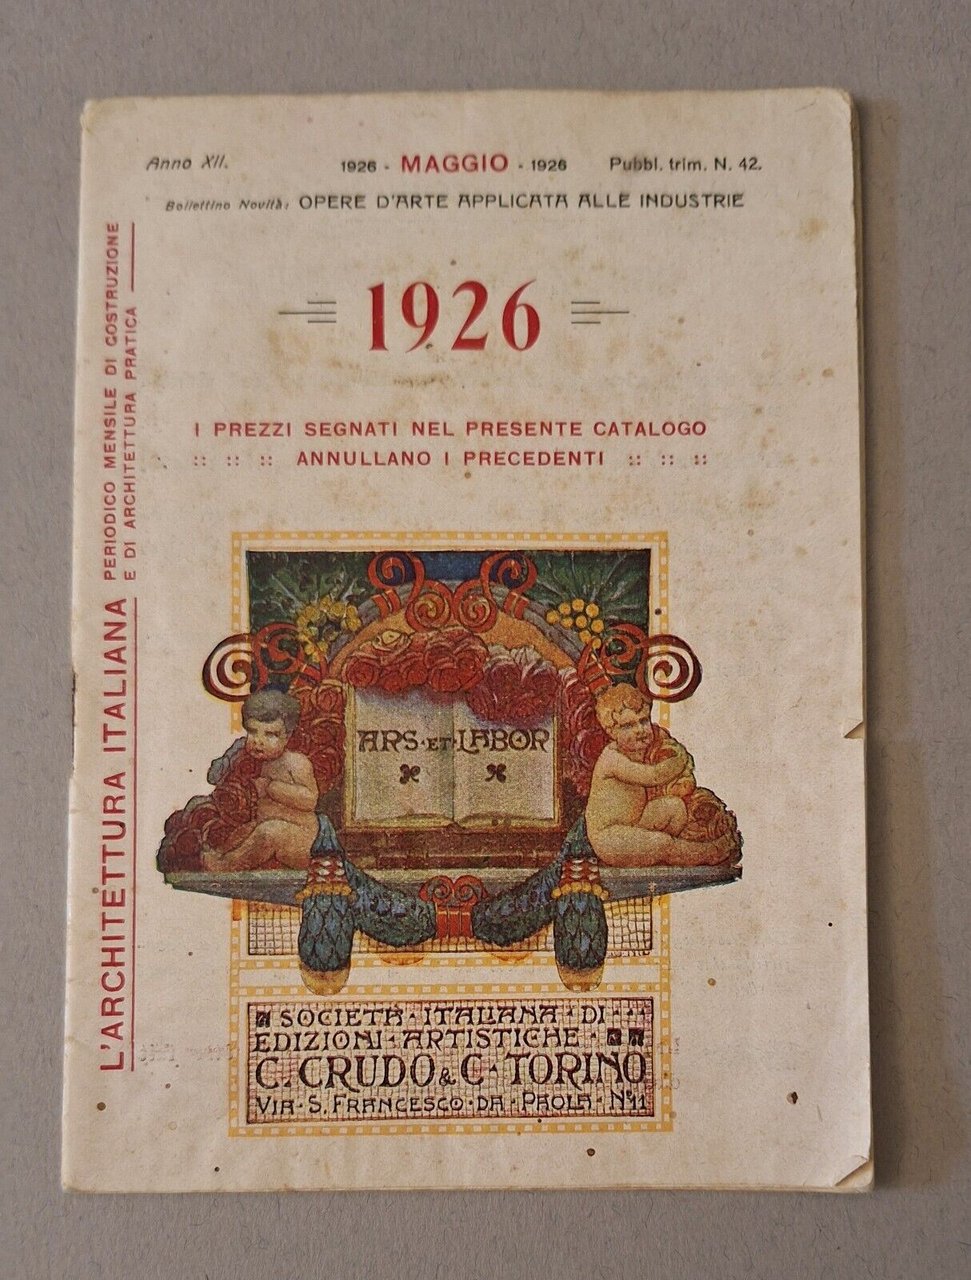 Anno XII.
1926 - MAGGIO - 1926
Pubbl. trim. N. 42.
Bollettino Novità: OPERE D'ARTE APPLICATA ALLE INDUSTRIE
1926
I PREZZI SEGNATI NEL PRESENTE CATALOGO
:: :: :: ANNULLANO I PRECEDENTI :: :: ::
L'ARCHITETTURA ITALIANA PERIODICO MENSILE DI COSTRUZIONE
E DI ARCHITETTURA PRATICA
ARS·ET·LABOR
SOCIETÀ·ITALIANA·DI···
EDIZIONI·ARTISTICHE·
C.CRUDO&C·TORINO
VIA·S.FRANCESCO·DA·PAOLA·N°11